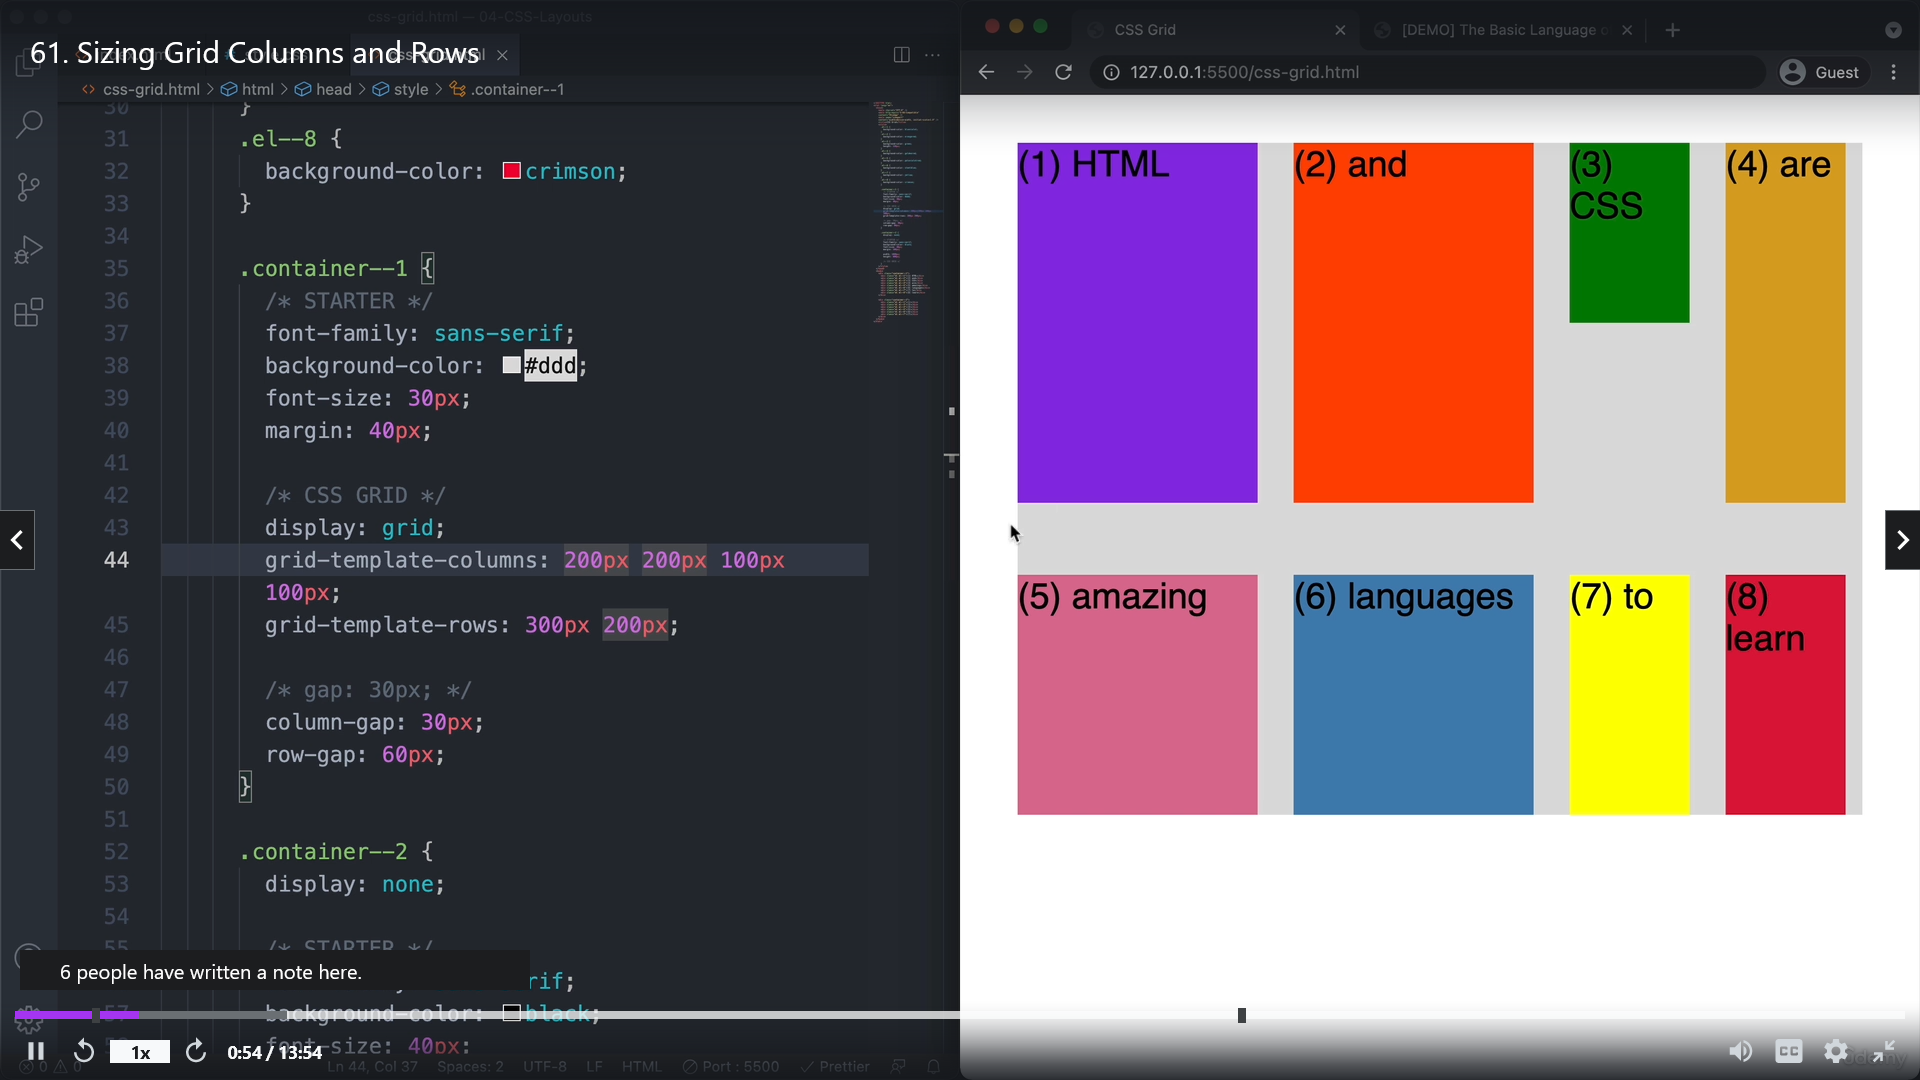 css-grid.html — 04-CSS-Layouts
61. Sizing Grid Columns and Rows
css-grid.html > html > head > style > .container--1
30 }
31 .el--8 {
32 background-color: crimson;
33 }
34
35 .container--1 {
36 /* STARTER */
37 font-family: sans-serif;
38 background-color: #ddd;
39 font-size: 30px;
40 margin: 40px;
41
42 /* CSS GRID */
43 display: grid;
44 grid-template-columns: 200px 200px 100px
100px;
45 grid-template-rows: 300px 200px;
46
47 /* gap: 30px; */
48 column-gap: 30px;
49 row-gap: 60px;
50 }
51
52 .container--2 {
53 display: none;
54
55 /* STARTER */
rif;
6 people have written a note here.
57 background-color: black;
font-size: 40px;
1x
0:54 / 13:54
Ln 44, Col 37 Spaces: 2 UTF-8 LF HTML Port : 5500 Prettier
CSS Grid
[DEMO] The Basic Language o
127.0.0.1:5500/css-grid.html
Guest
(1) HTML
(2) and
(3)
CSS
(4) are
(5) amazing
(6) languages
(7) to
(8)
learn
CC